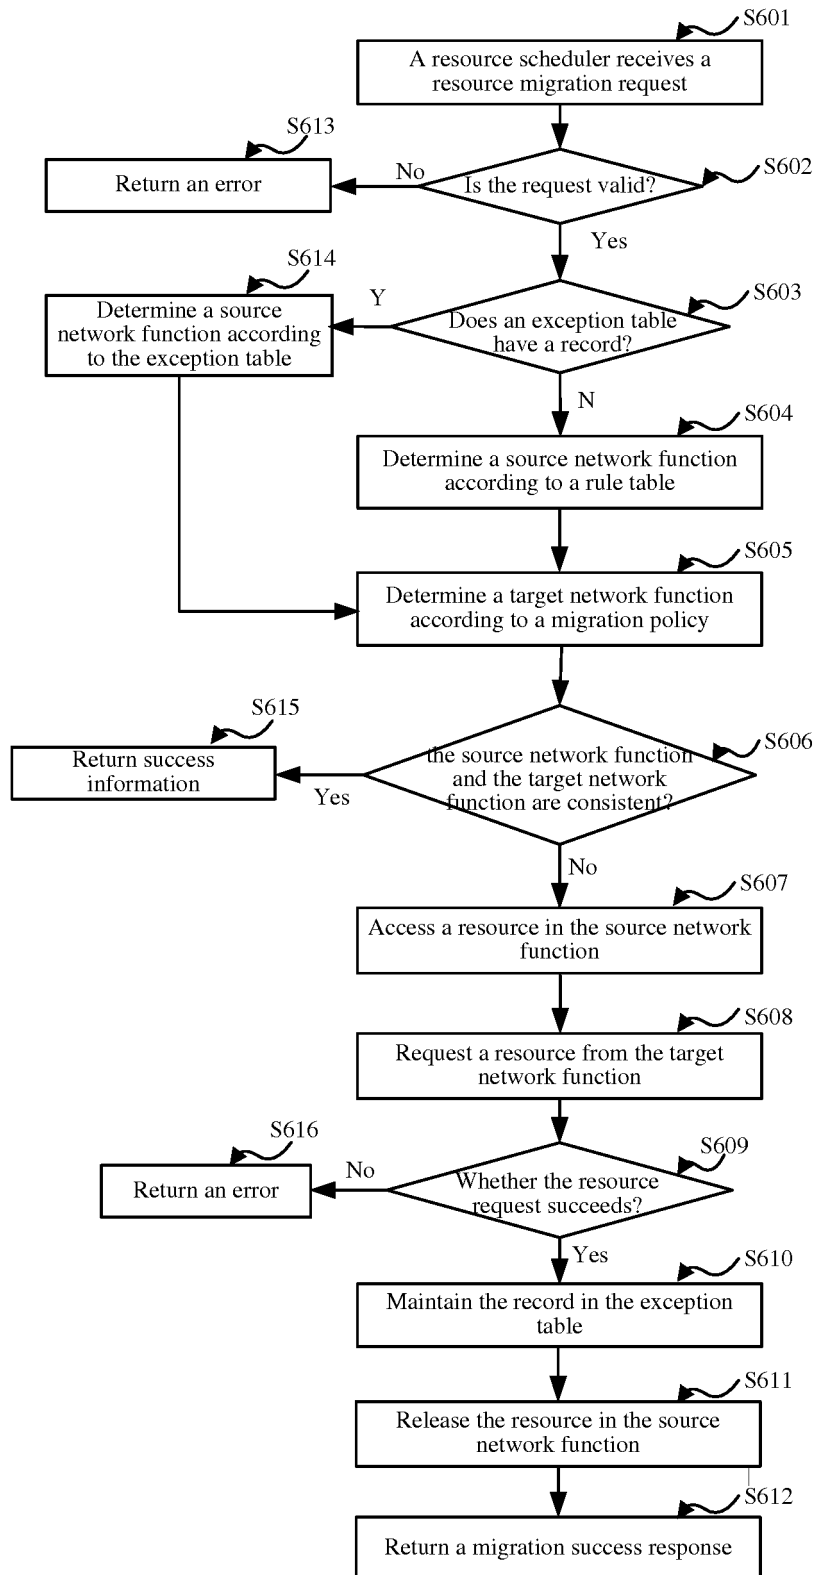 S601
A resource scheduler receives a
resource migration request
S613
Return an error
No
Is the request valid?
S602
Yes
S614
Determine a source
network function according
to the exception table
Y
Does an exception table
have a record?
S603
N
S604
Determine a source network function
according to a rule table
S605
Determine a target network function
according to a migration policy
S615
Return success
information
Yes
the source network function
and the target network
function are consistent?
S606
No
S607
Access a resource in the source network
function
S608
Request a resource from the target
network function
S616
Return an error
No
Whether the resource
request succeeds?
S609
Yes
S610
Maintain the record in the exception
table
S611
Release the resource in the source
network function
S612
Return a migration success response